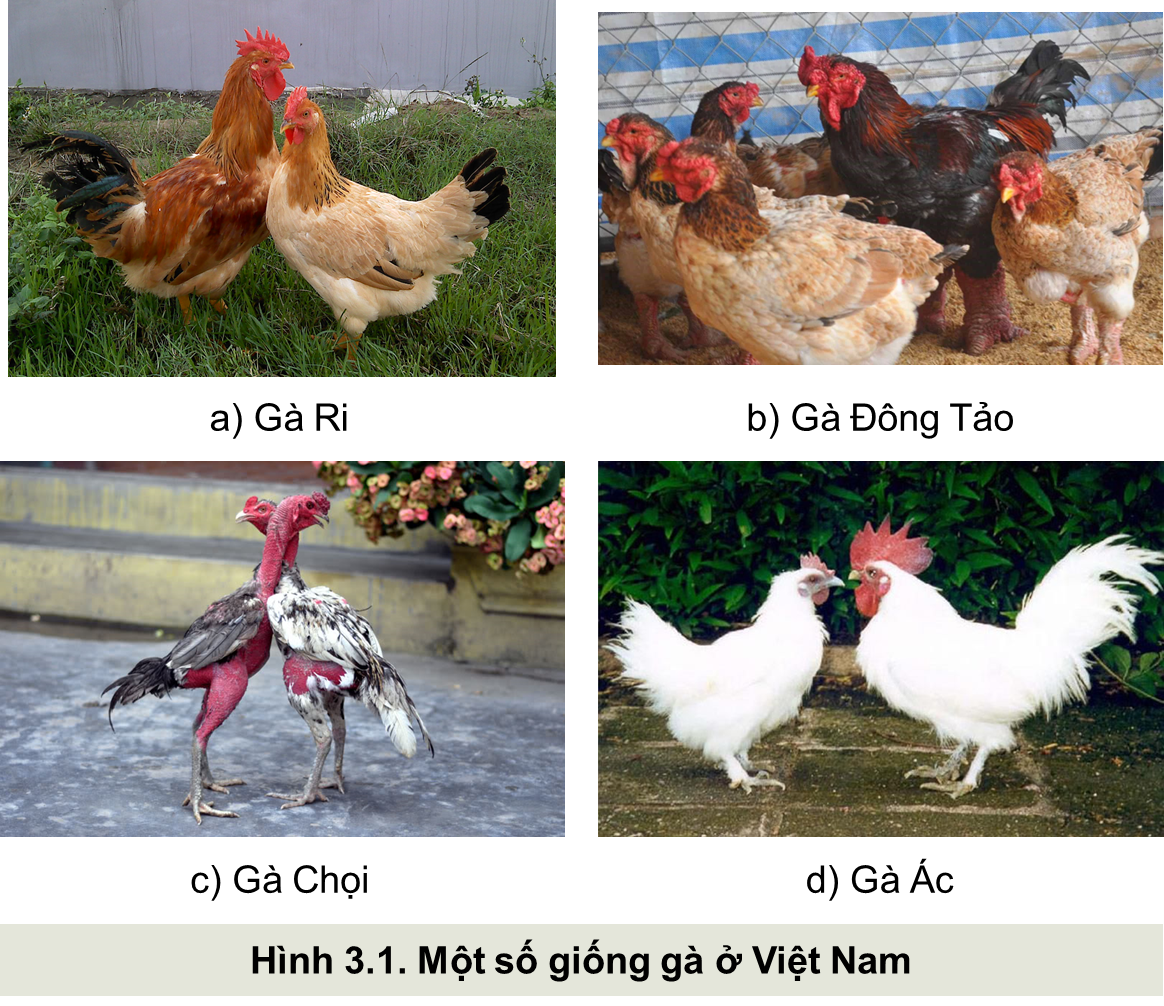 a) Gà Ri
b) Gà Đông Tảo
c) Gà Chọi
d) Gà Ác
Hình 3.1. Một số giống gà ở Việt Nam